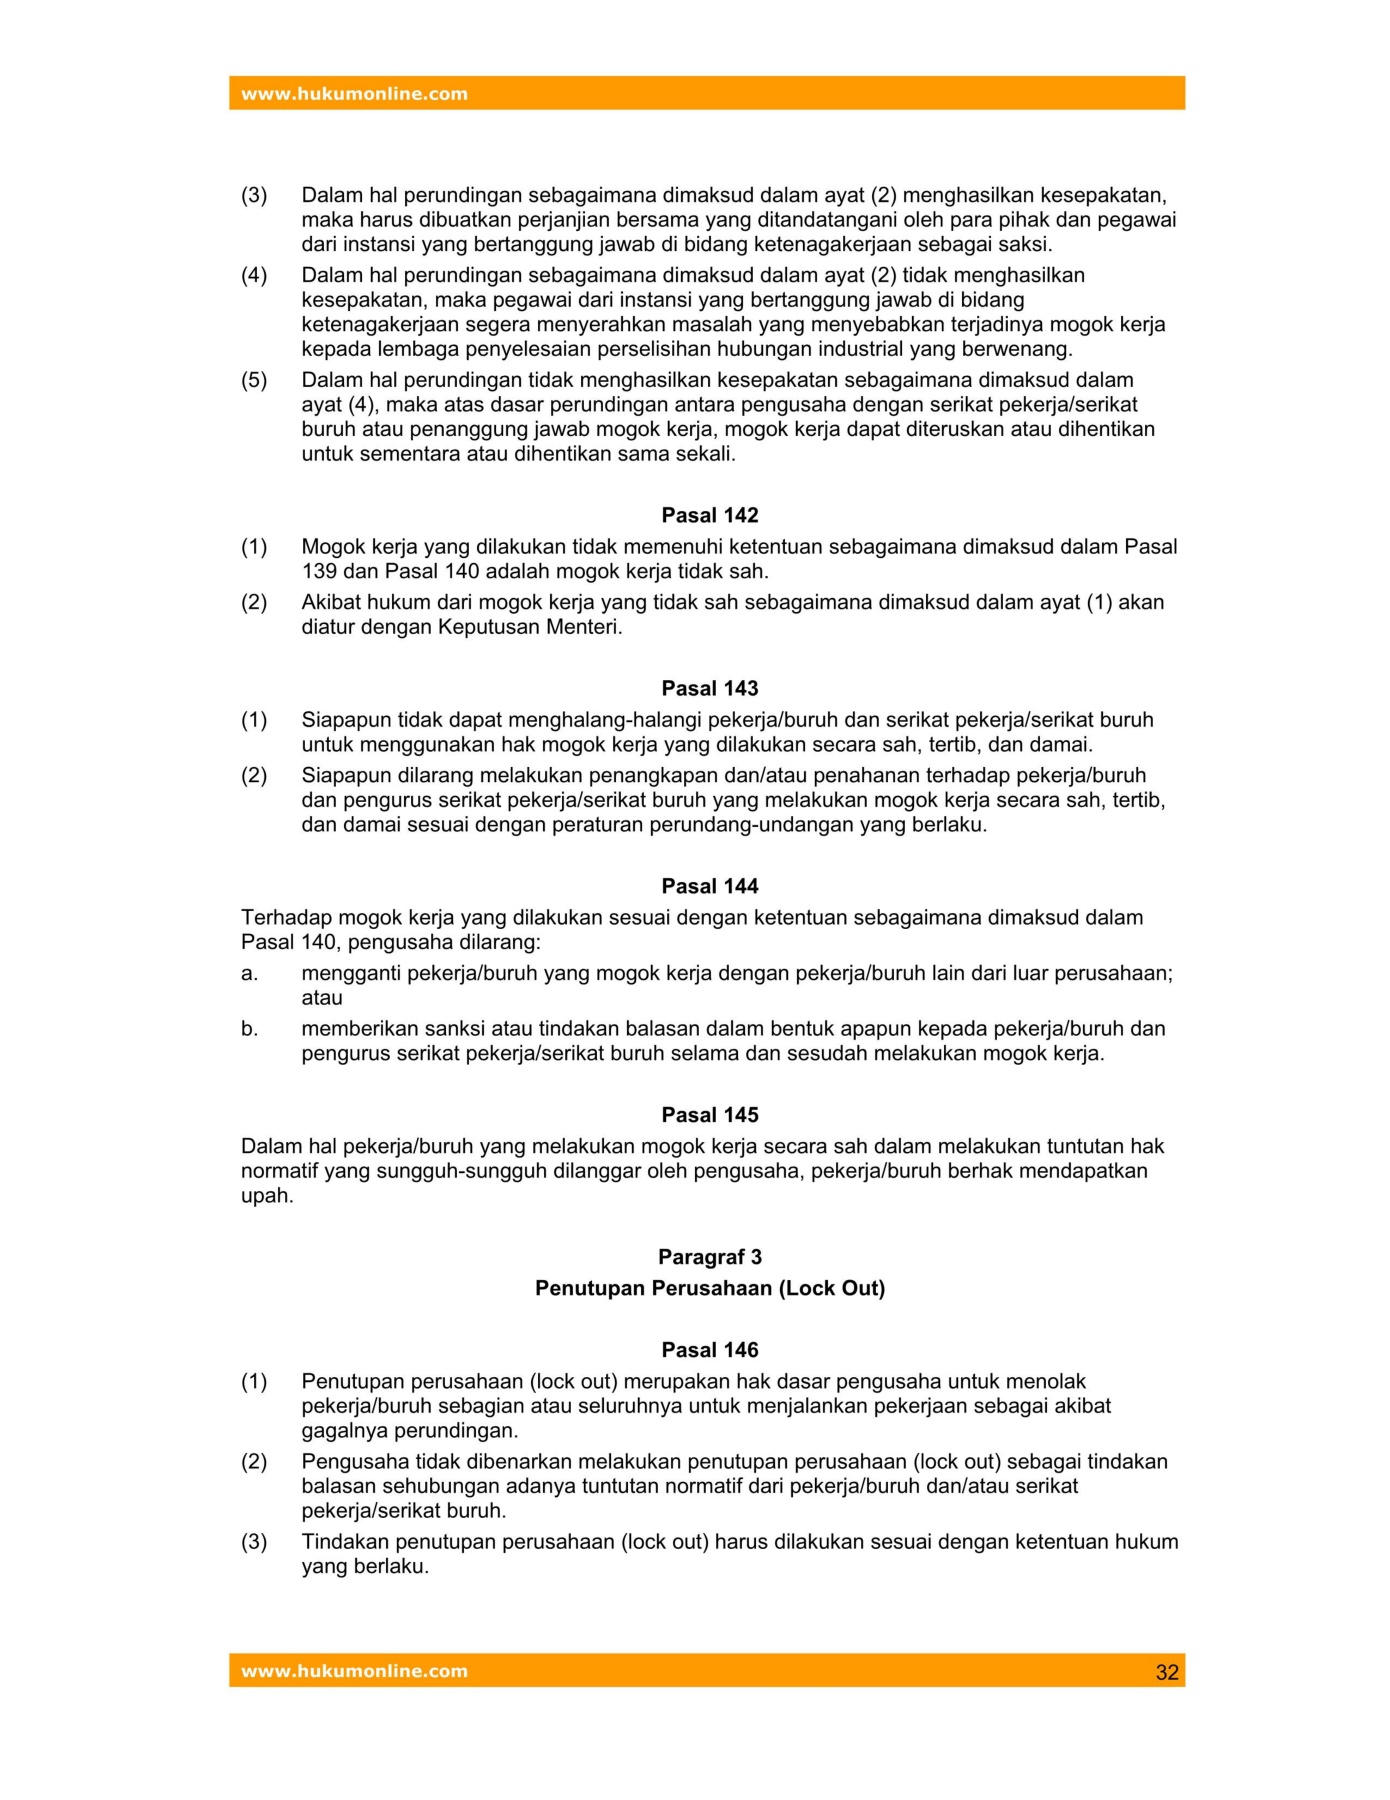 www.hukumonline.com
(3) Dalam hal perundingan sebagaimana dimaksud dalam ayat (2) menghasilkan kesepakatan,
maka harus dibuatkan perjanjian bersama yang ditandatangani oleh para pihak dan pegawai
dari instansi yang bertanggung jawab di bidang ketenagakerjaan sebagai saksi.
(4) Dalam hal perundingan sebagaimana dimaksud dalam ayat (2) tidak menghasilkan
kesepakatan, maka pegawai dari instansi yang bertanggung jawab di bidang
ketenagakerjaan segera menyerahkan masalah yang menyebabkan terjadinya mogok kerja
kepada lembaga penyelesaian perselisihan hubungan industrial yang berwenang.
(5) Dalam hal perundingan tidak menghasilkan kesepakatan sebagaimana dimaksud dalam
ayat (4), maka atas dasar perundingan antara pengusaha dengan serikat pekerja/serikat
buruh atau penanggung jawab mogok kerja, mogok kerja dapat diteruskan atau dihentikan
untuk sementara atau dihentikan sama sekali.
Pasal 142
(1) Mogok kerja yang dilakukan tidak memenuhi ketentuan sebagaimana dimaksud dalam Pasal
139 dan Pasal 140 adalah mogok kerja tidak sah.
(2) Akibat hukum dari mogok kerja yang tidak sah sebagaimana dimaksud dalam ayat (1) akan
diatur dengan Keputusan Menteri.
Pasal 143
(1) Siapapun tidak dapat menghalang-halangi pekerja/buruh dan serikat pekerja/serikat buruh
untuk menggunakan hak mogok kerja yang dilakukan secara sah, tertib, dan damai.
(2) Siapapun dilarang melakukan penangkapan dan/atau penahanan terhadap pekerja/buruh
dan pengurus serikat pekerja/serikat buruh yang melakukan mogok kerja secara sah, tertib,
dan damai sesuai dengan peraturan perundang-undangan yang berlaku.
Pasal 144
Terhadap mogok kerja yang dilakukan sesuai dengan ketentuan sebagaimana dimaksud dalam
Pasal 140, pengusaha dilarang:
a. mengganti pekerja/buruh yang mogok kerja dengan pekerja/buruh lain dari luar perusahaan;
atau
b. memberikan sanksi atau tindakan balasan dalam bentuk apapun kepada pekerja/buruh dan
pengurus serikat pekerja/serikat buruh selama dan sesudah melakukan mogok kerja.
Pasal 145
Dalam hal pekerja/buruh yang melakukan mogok kerja secara sah dalam melakukan tuntutan hak
normatif yang sungguh-sungguh dilanggar oleh pengusaha, pekerja/buruh berhak mendapatkan
upah.
Paragraf 3
Penutupan Perusahaan (Lock Out)
Pasal 146
(1) Penutupan perusahaan (lock out) merupakan hak dasar pengusaha untuk menolak
pekerja/buruh sebagian atau seluruhnya untuk menjalankan pekerjaan sebagai akibat
gagalnya perundingan.
(2) Pengusaha tidak dibenarkan melakukan penutupan perusahaan (lock out) sebagai tindakan
balasan sehubungan adanya tuntutan normatif dari pekerja/buruh dan/atau serikat
pekerja/serikat buruh.
(3) Tindakan penutupan perusahaan (lock out) harus dilakukan sesuai dengan ketentuan hukum
yang berlaku.
www.hukumonline.com 32